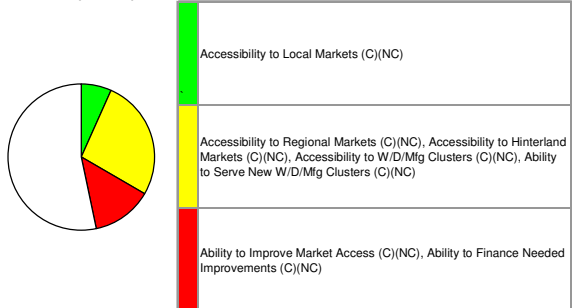 Accessibility to Local Markets (C)(NC)
Accessibility to Regional Markets (C)(NC), Accessibility to Hinterland
Markets (C)(NC), Accessibility to W/D/Mfg Clusters (C)(NC), Ability
to Serve New W/D/Mfg Clusters (C)(NC)
Ability to Improve Market Access (C)(NC), Ability to Finance Needed
Improvements (C)(NC)